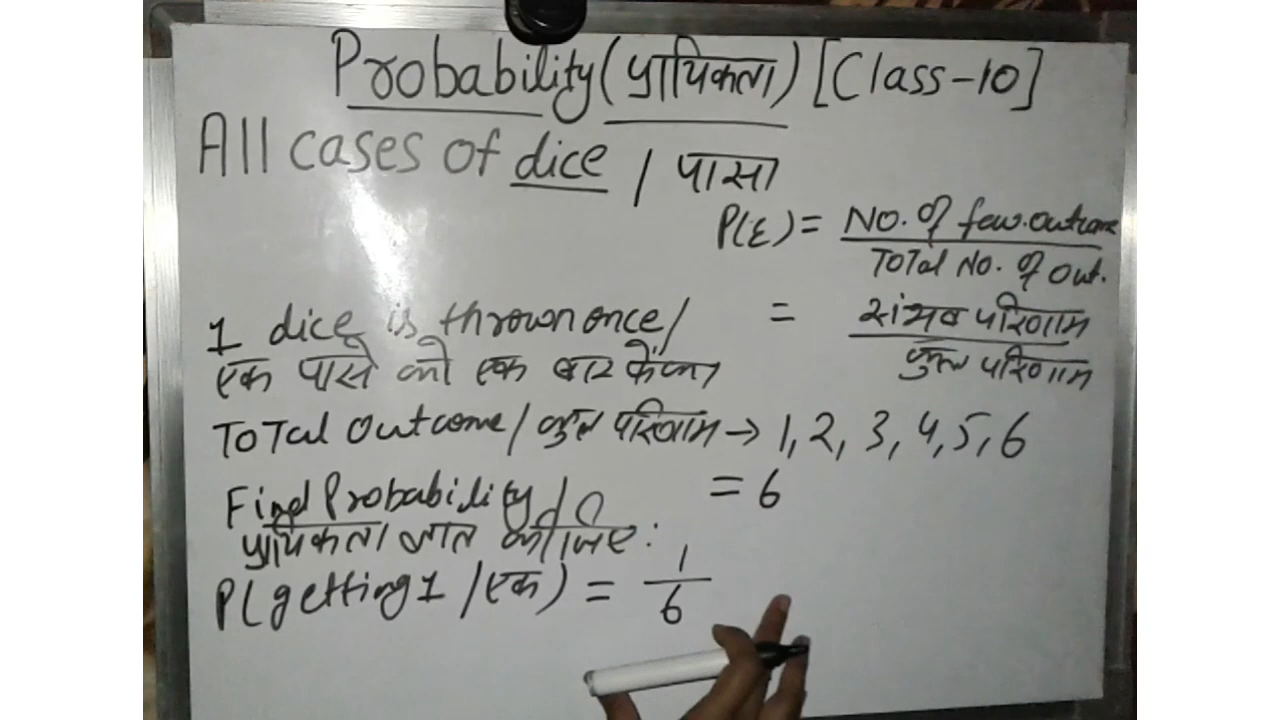 Probability (प्रायिकता) [Class-10]
All cases of dice / पासा
P(E) = No. of fav. outcome
Total No. of out.
= संभव परिणाम
कुल परिणाम
1 dice is thrown once /
एक पासे को एक बार फेंका
Total outcome / कुल परिणाम → 1, 2, 3, 4, 5, 6
= 6
Find Probability /
प्रायिकता ज्ञात कीजिए :
P(getting 1 / एक) = 1
6